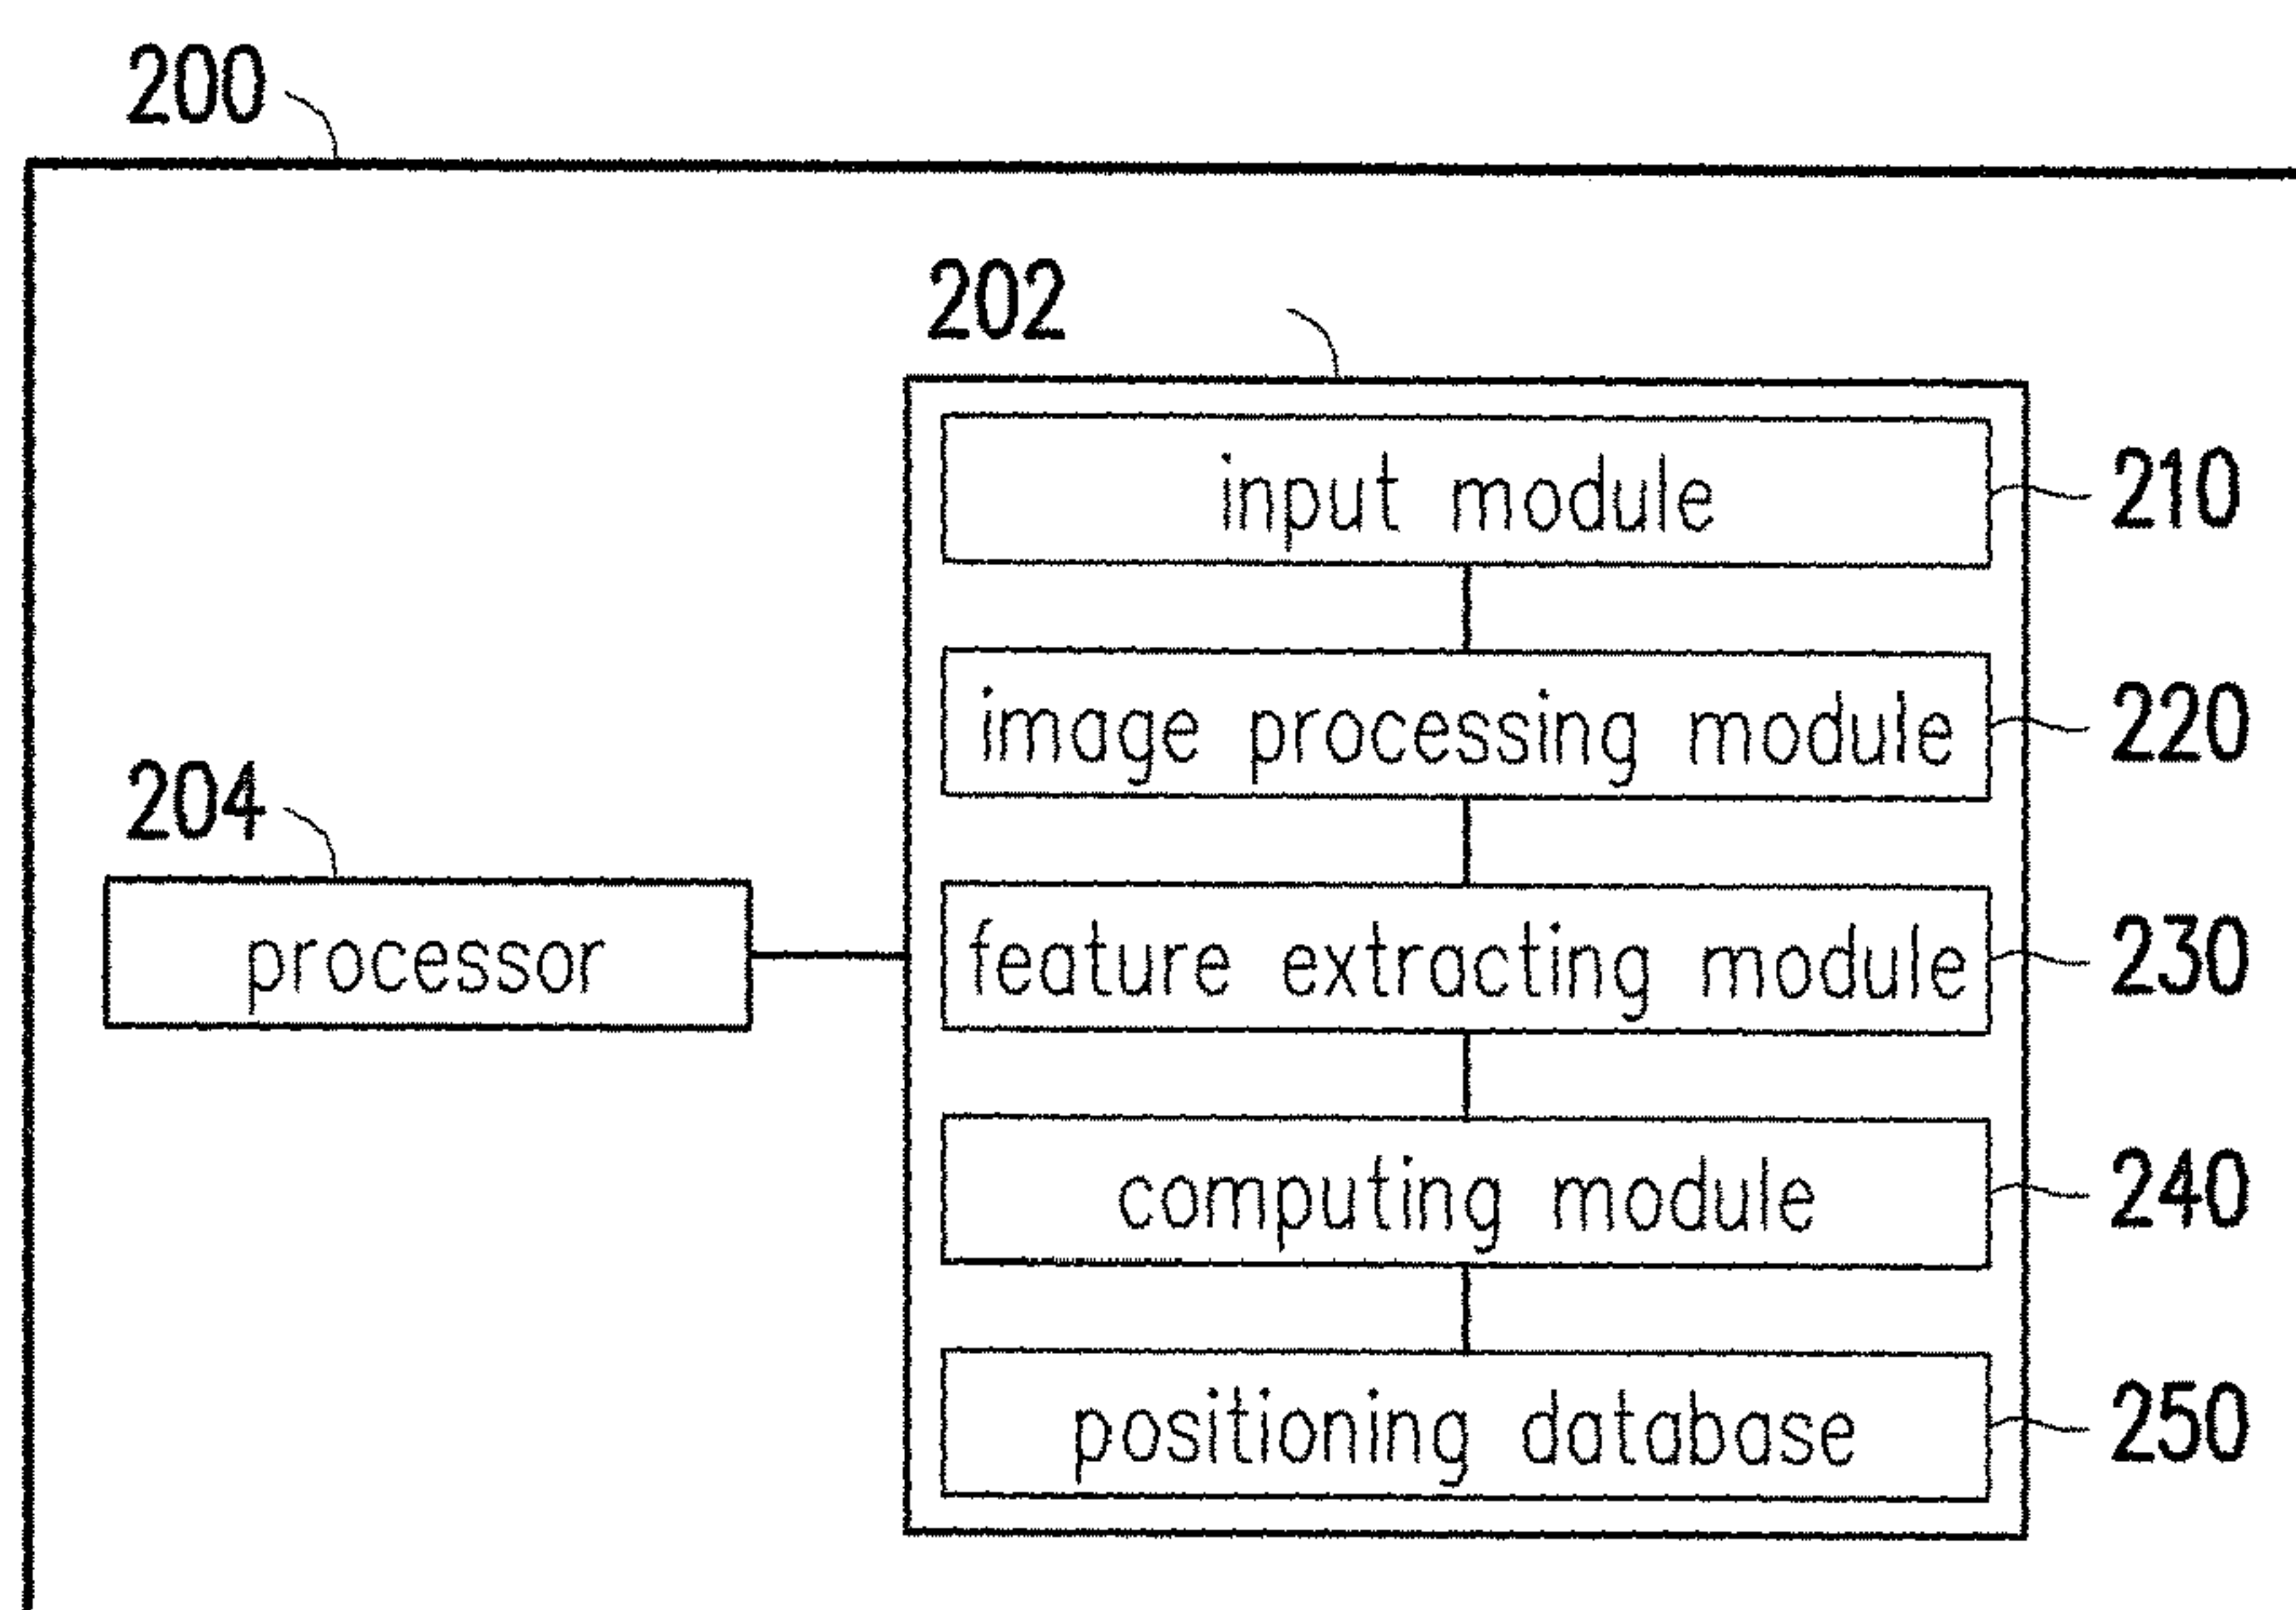 200
202
input module 210
image processing module 220
204
processor
feature extracting module 230
computing module 240
positioning database 250